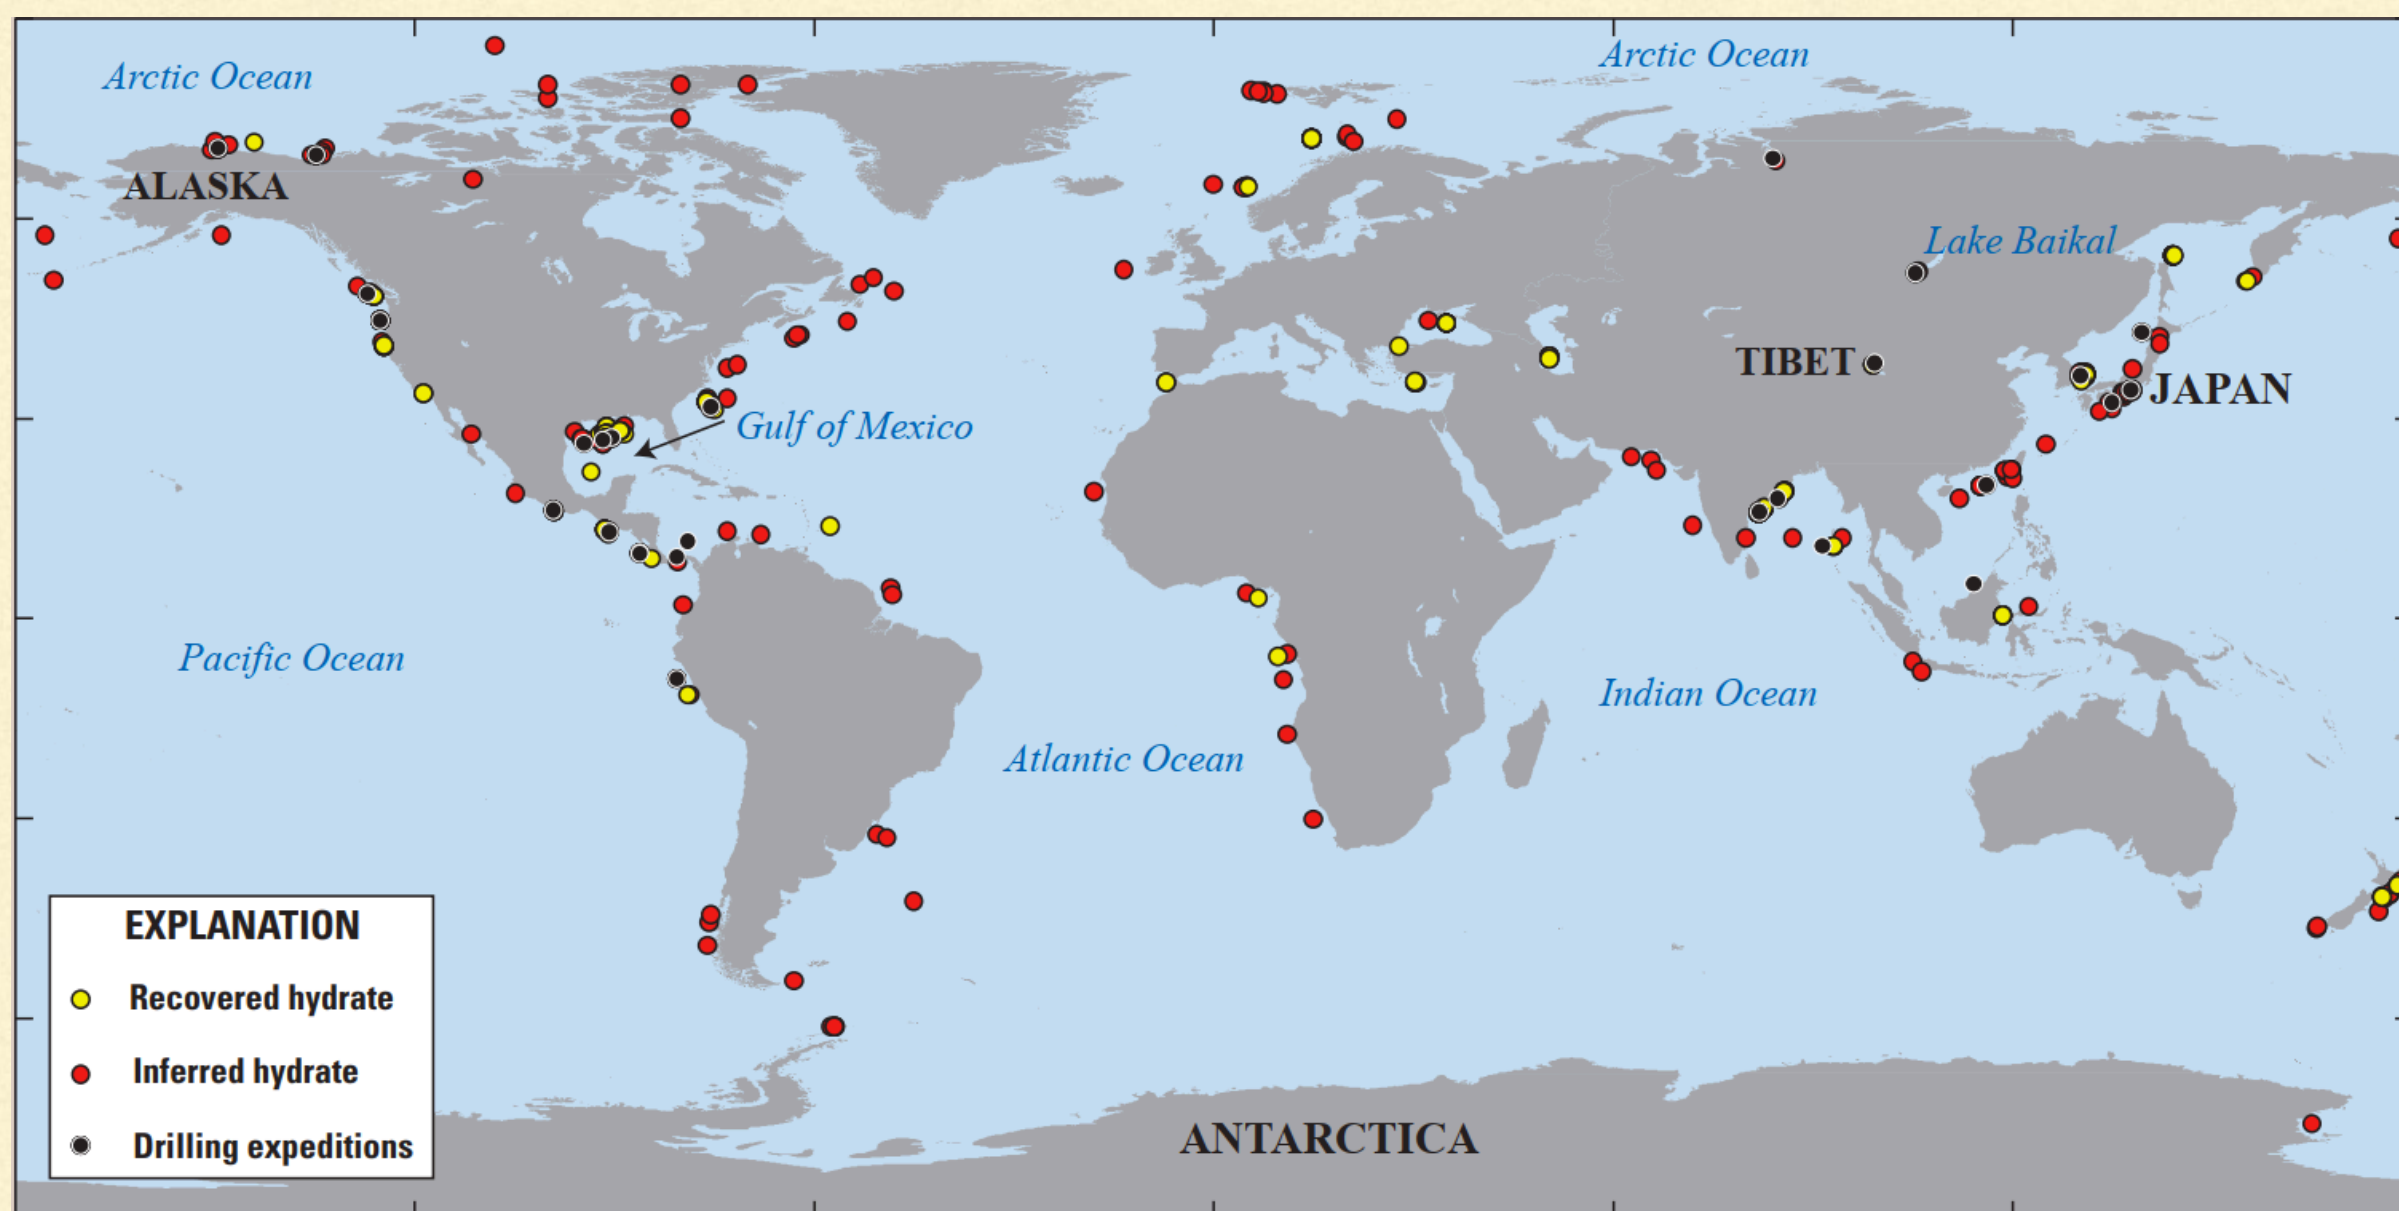 Arctic Ocean
Arctic Ocean
ALASKA
Lake Baikal
TIBET
JAPAN
Gulf of Mexico
Pacific Ocean
Indian Ocean
Atlantic Ocean
EXPLANATION
Recovered hydrate
Inferred hydrate
Drilling expeditions
ANTARCTICA